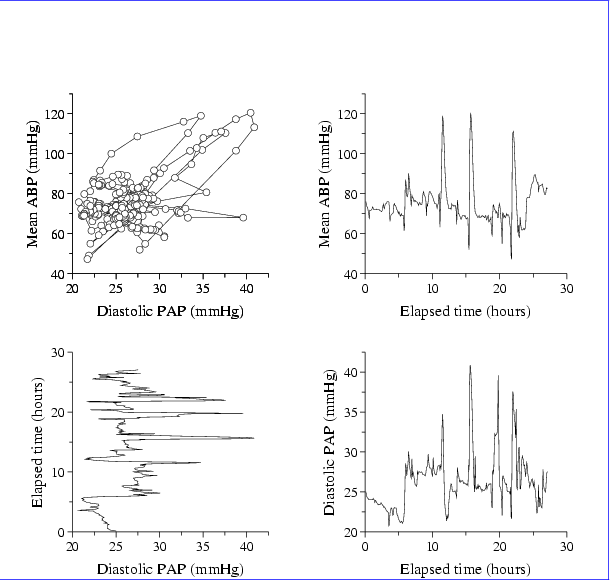 120
100
80
60
40
Mean ABP (mmHg)
20 25 30 35 40
Diastolic PAP (mmHg)
120
100
80
60
40
Mean ABP (mmHg)
0 10 20 30
Elapsed time (hours)
30
20
10
0
Elapsed time (hours)
20 25 30 35 40
Diastolic PAP (mmHg)
40
35
30
25
20
Diastolic PAP (mmHg)
0 10 20 30
Elapsed time (hours)